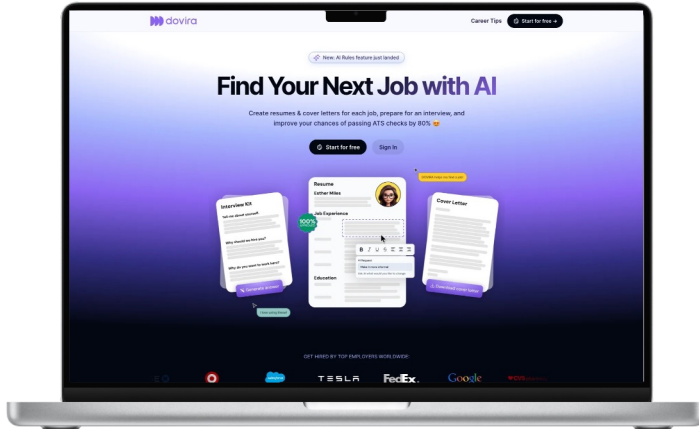 dovira
Career Tips
Start for free →
New: AI Rules feature just landed
Find Your Next Job with AI
Create resumes & cover letters for each job, prepare for an interview, and
improve your chances of passing ATS checks by 80% 😍
Start for free
Sign In
Interview Kit
Tell me about yourself.
Why should we hire you?
Why do you want to work here?
Generate answer
Resume
Esther Miles
Job Experience
100%
B I U S
Education
Cover Letter
Download cover letter
GET HIRED BY TOP EMPLOYERS WORLDWIDE
salesforce
TESLA
FedEx.
Google